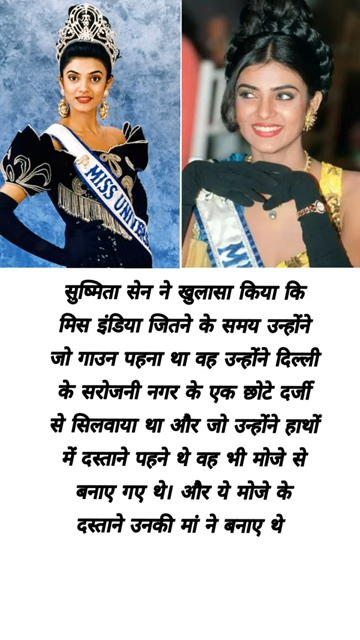 MISS UNIVE
M
सुष्मिता सेन ने खुलासा किया कि
मिस इंडिया जितने के समय उन्होंने
जो गाउन पहना था वह उन्होंने दिल्ली
के सरोजनी नगर के एक छोटे दर्जी
से सिलवाया था और जो उन्होंने हाथों
में दस्ताने पहने थे वह भी मोजे से
बनाए गए थे। और ये मोजे के
दस्ताने उनकी मां ने बनाए थे